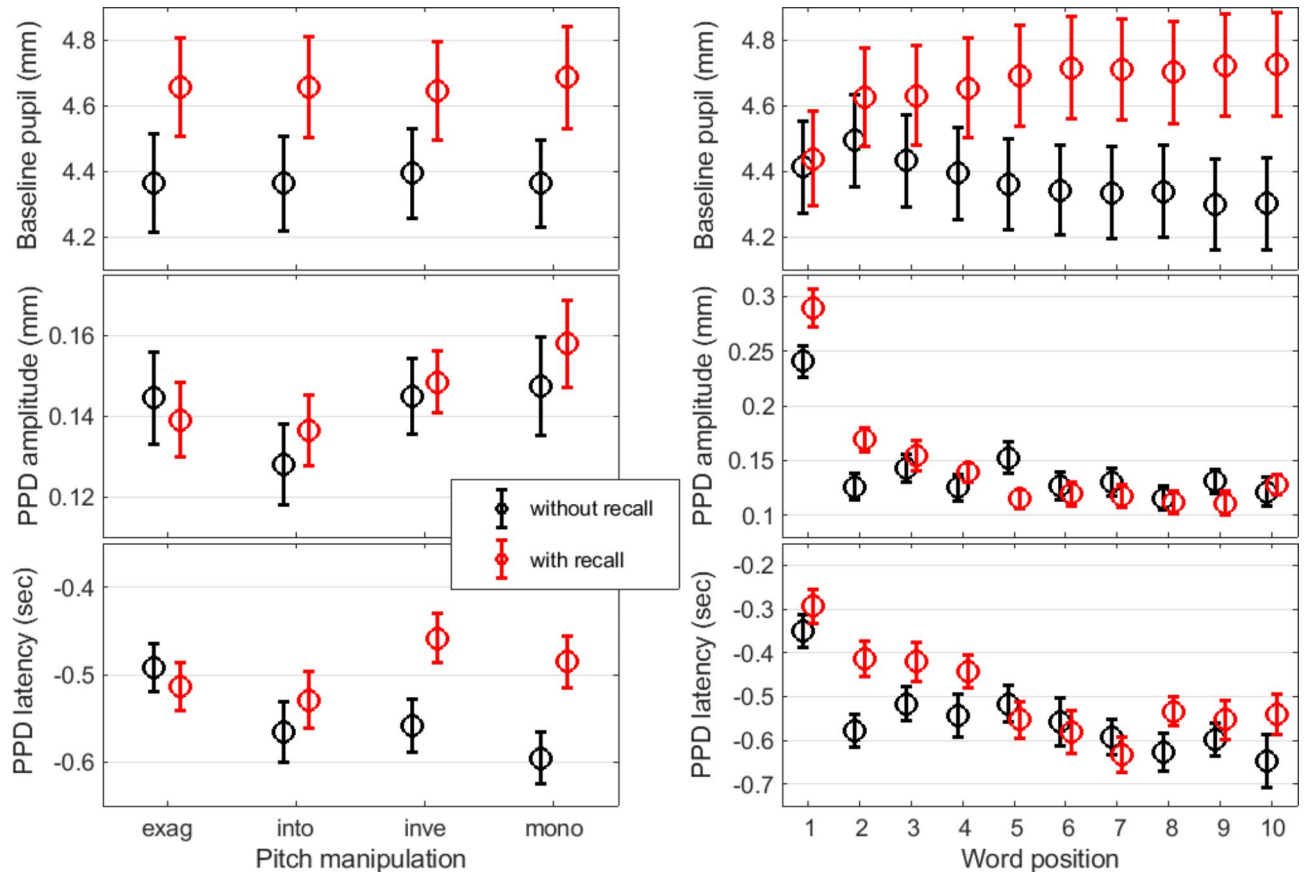 Baseline pupil (mm)
4.8
4.6
4.4
4.2
PPD amplitude (mm)
0.16
0.14
0.12
PPD latency (sec)
-0.4
-0.5
-0.6
exag into inve mono
Pitch manipulation
without recall
with recall
Baseline pupil (mm)
4.8
4.6
4.4
4.2
PPD amplitude (mm)
0.3
0.25
0.2
0.15
0.1
PPD latency (sec)
-0.2
-0.3
-0.4
-0.5
-0.6
-0.7
1 2 3 4 5 6 7 8 9 10
Word position